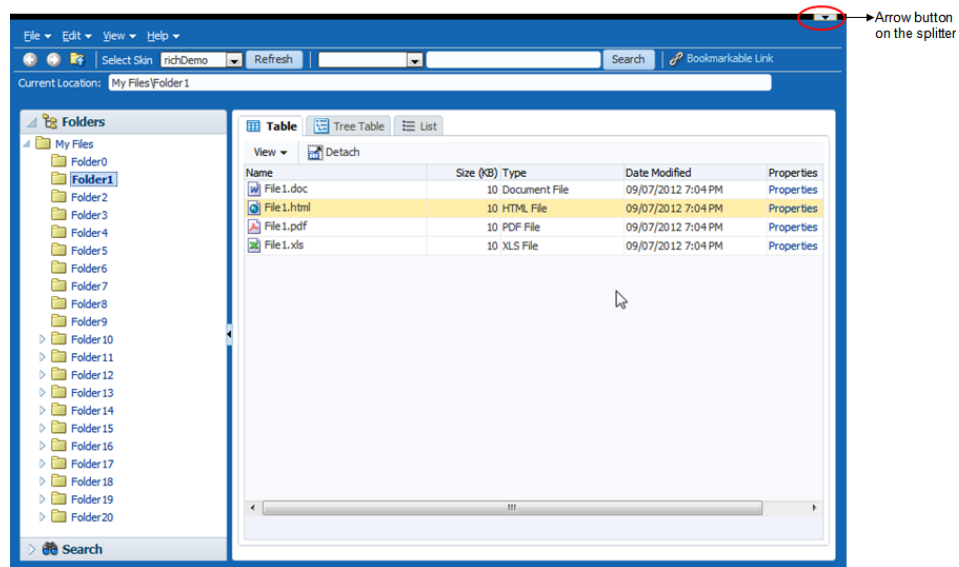 Arrow button
on the splitter
File Edit View Help
Select Skin richDemo Refresh Search Bookmarkable Link
Current Location: My Files\Folder1
Folders
My Files
Folder0
Folder1
Folder2
Folder3
Folder4
Folder5
Folder6
Folder7
Folder8
Folder9
Folder10
Folder11
Folder12
Folder13
Folder14
Folder15
Folder16
Folder17
Folder18
Folder19
Folder20
Search
Table Tree Table List
View Detach
Name Size (KB) Type Date Modified Properties
File1.doc 10 Document File 09/07/2012 7:04 PM Properties
File1.html 10 HTML File 09/07/2012 7:04 PM Properties
File1.pdf 10 PDF File 09/07/2012 7:04 PM Properties
File1.xls 10 XLS File 09/07/2012 7:04 PM Properties